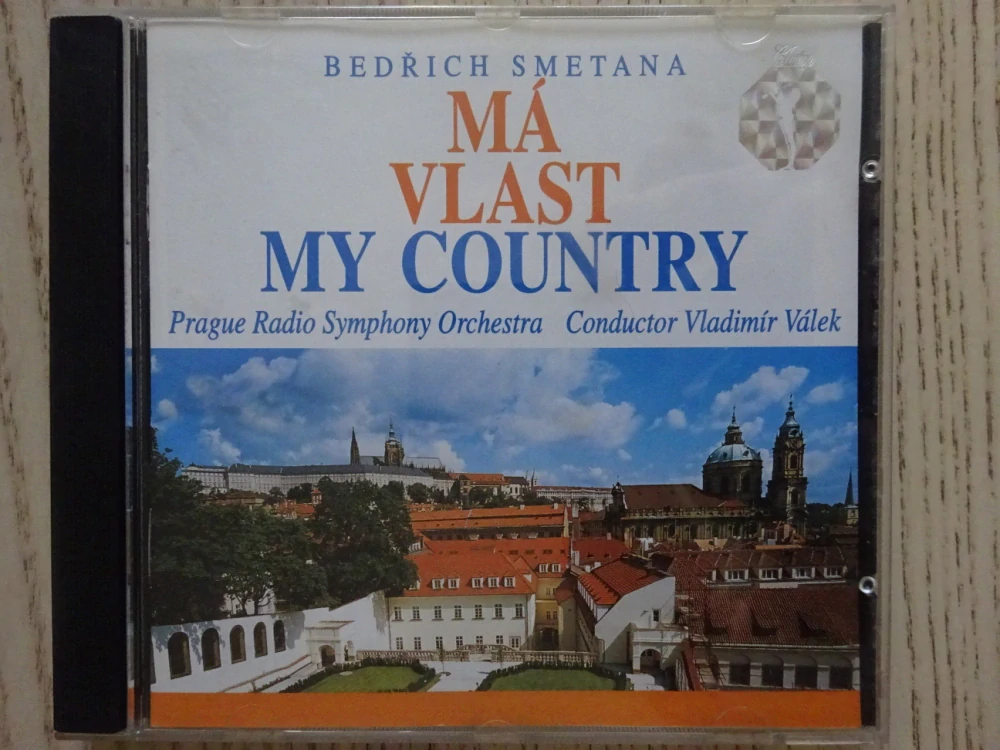 BEDŘICH SMETANA
MÁ
VLAST
MY COUNTRY
Prague Radio Symphony Orchestra Conductor Vladimír Válek